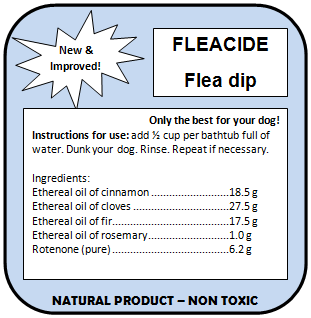 New &
Improved!
FLEACIDE
Flea dip
Only the best for your dog!
Instructions for use: add ½ cup per bathtub full of
water. Dunk your dog. Rinse. Repeat if necessary.
Ingredients:
Ethereal oil of cinnamon............................18.5 g
Ethereal oil of cloves ..................................27.5 g
Ethereal oil of fir..........................................17.5 g
Ethereal oil of rosemary.............................1.0 g
Rotenone (pure) ..........................................6.2 g
NATURAL PRODUCT – NON TOXIC